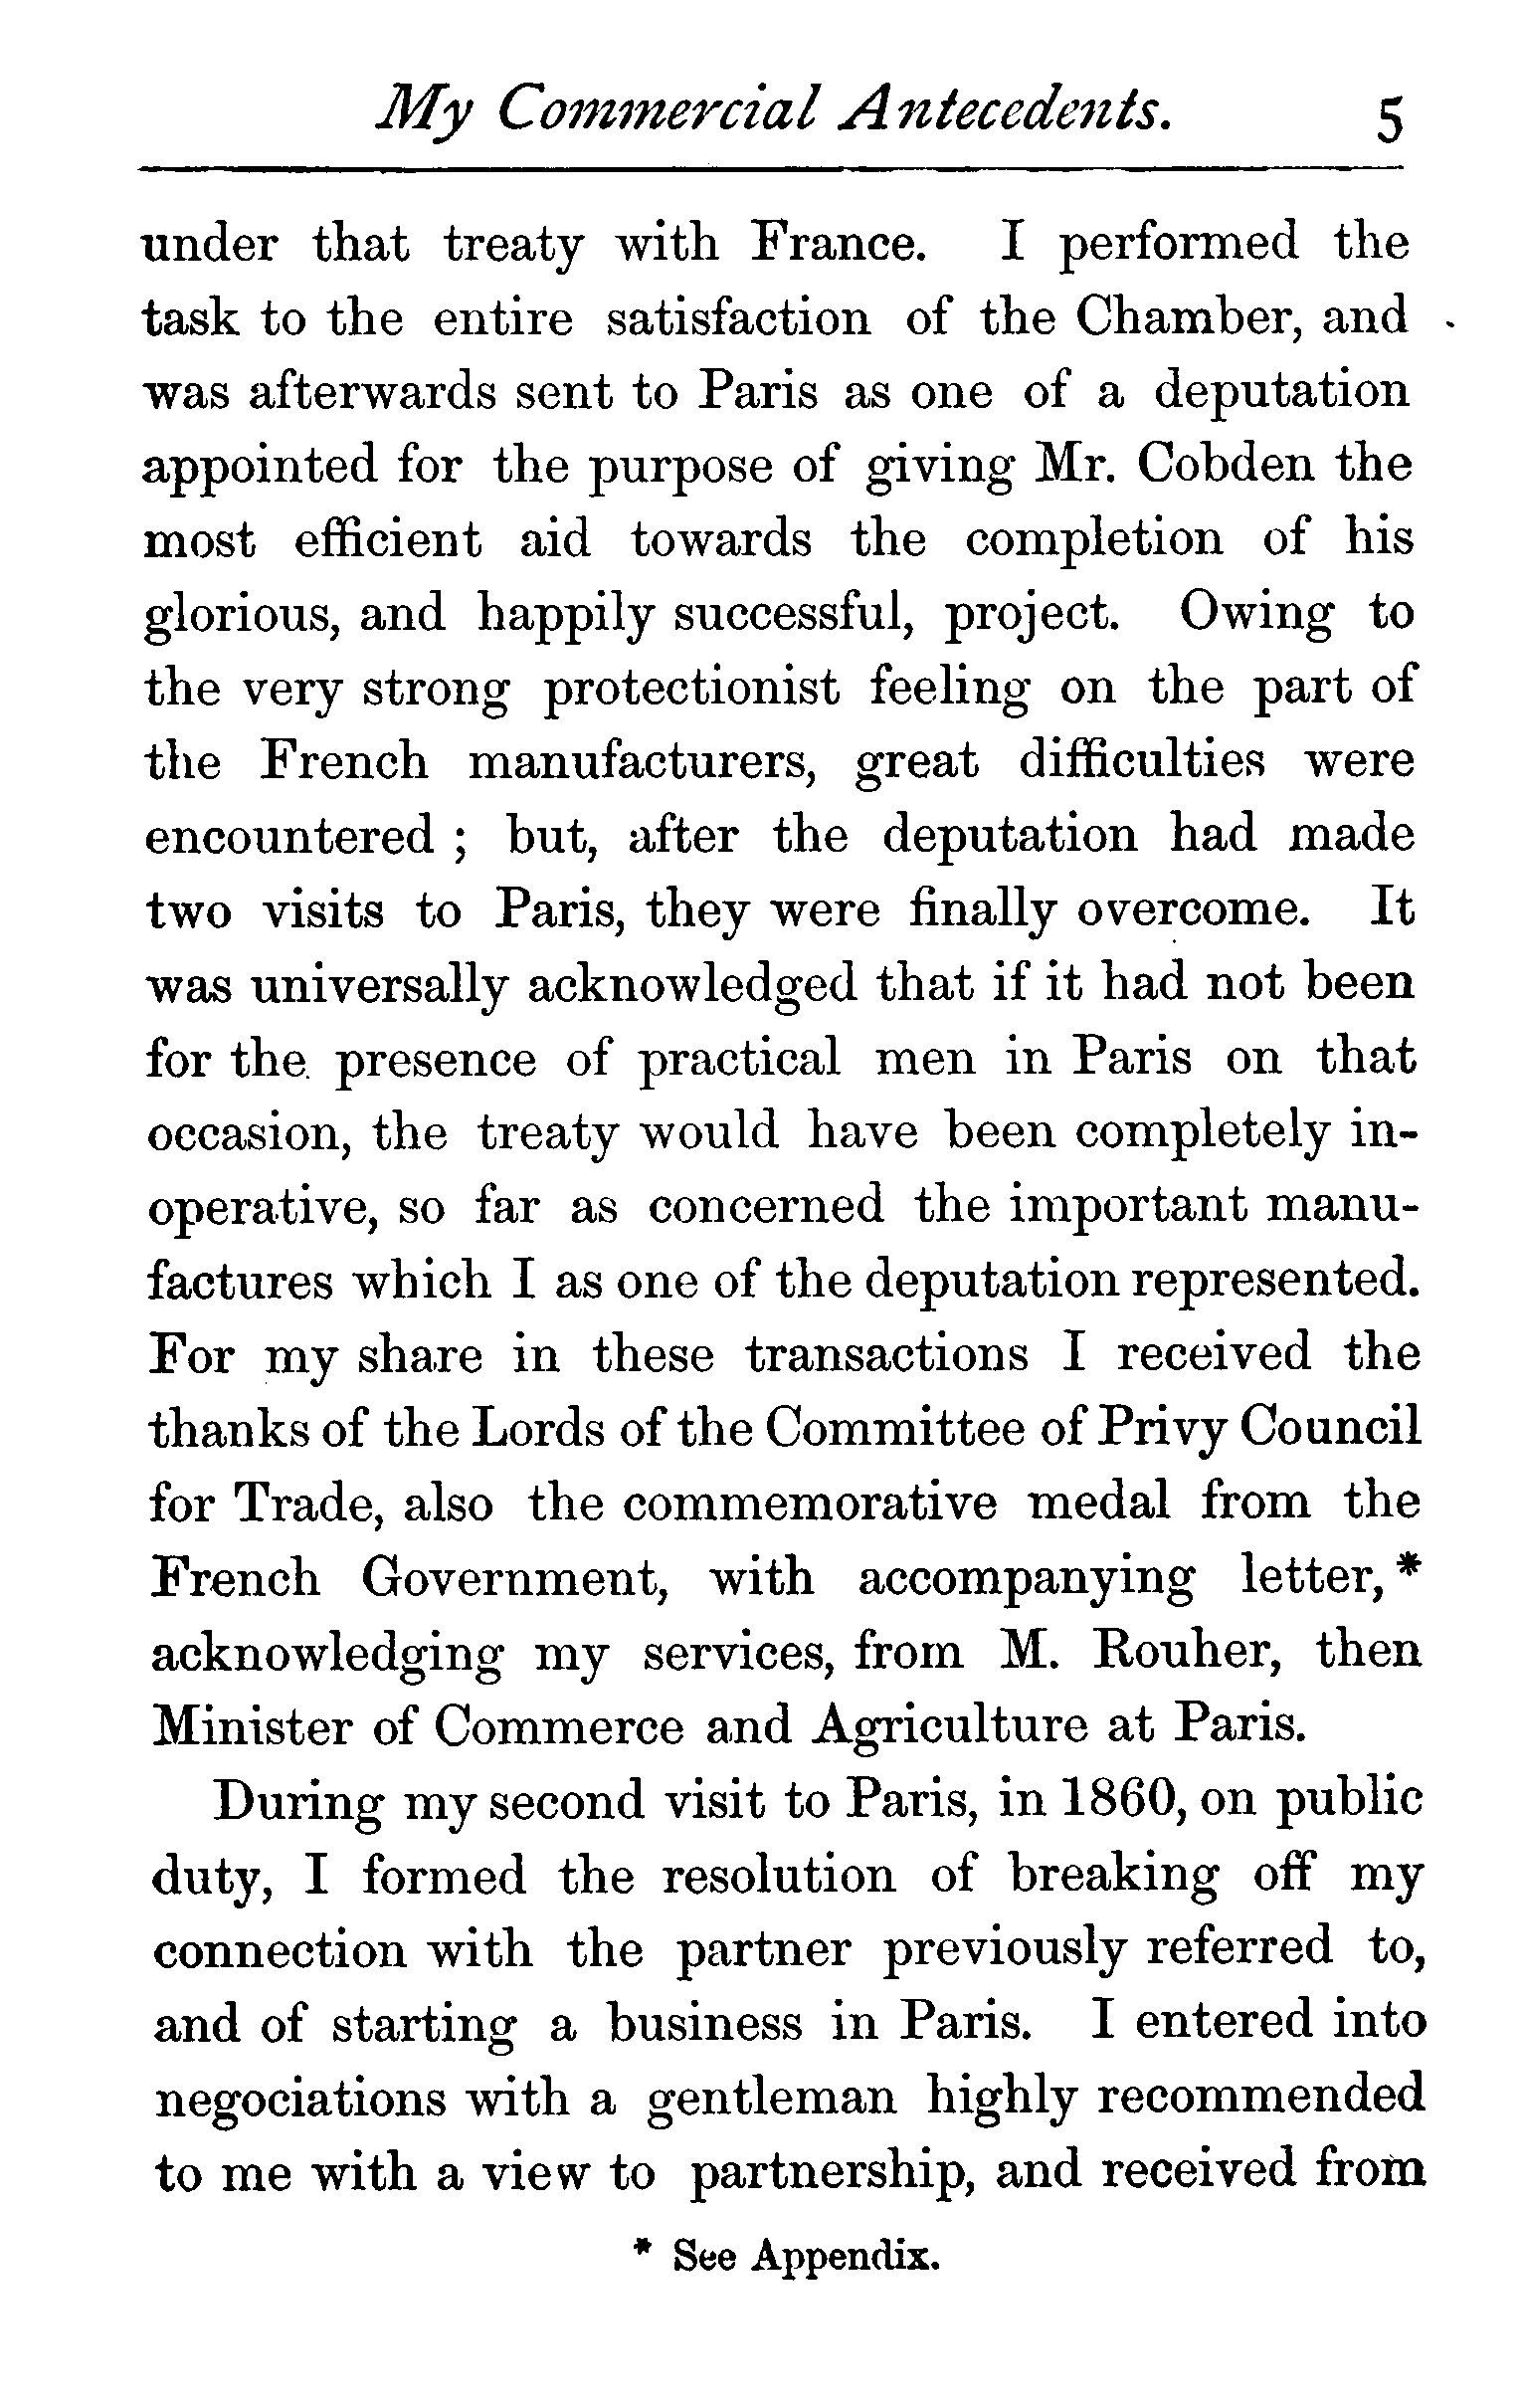 My Commercial Antecedents. 5
under that treaty with France. I performed the
task to the entire satisfaction of the Chamber, and
was afterwards sent to Paris as one of a deputation
appointed for the purpose of giving Mr. Cobden the
most efficient aid towards the completion of his
glorious, and happily successful, project. Owing to
the very strong protectionist feeling on the part of
the French manufacturers, great difficulties were
encountered ; but, after the deputation had made
two visits to Paris, they were finally overcome. It
was universally acknowledged that if it had not been
for the presence of practical men in Paris on that
occasion, the treaty would have been completely in-
operative, so far as concerned the important manu-
factures which I as one of the deputation represented.
For my share in these transactions I received the
thanks of the Lords of the Committee of Privy Council
for Trade, also the commemorative medal from the
French Government, with accompanying letter,*
acknowledging my services, from M. Rouher, then
Minister of Commerce and Agriculture at Paris.
During my second visit to Paris, in 1860, on public
duty, I formed the resolution of breaking off my
connection with the partner previously referred to,
and of starting a business in Paris. I entered into
negociations with a gentleman highly recommended
to me with a view to partnership, and received from
* See Appendix.